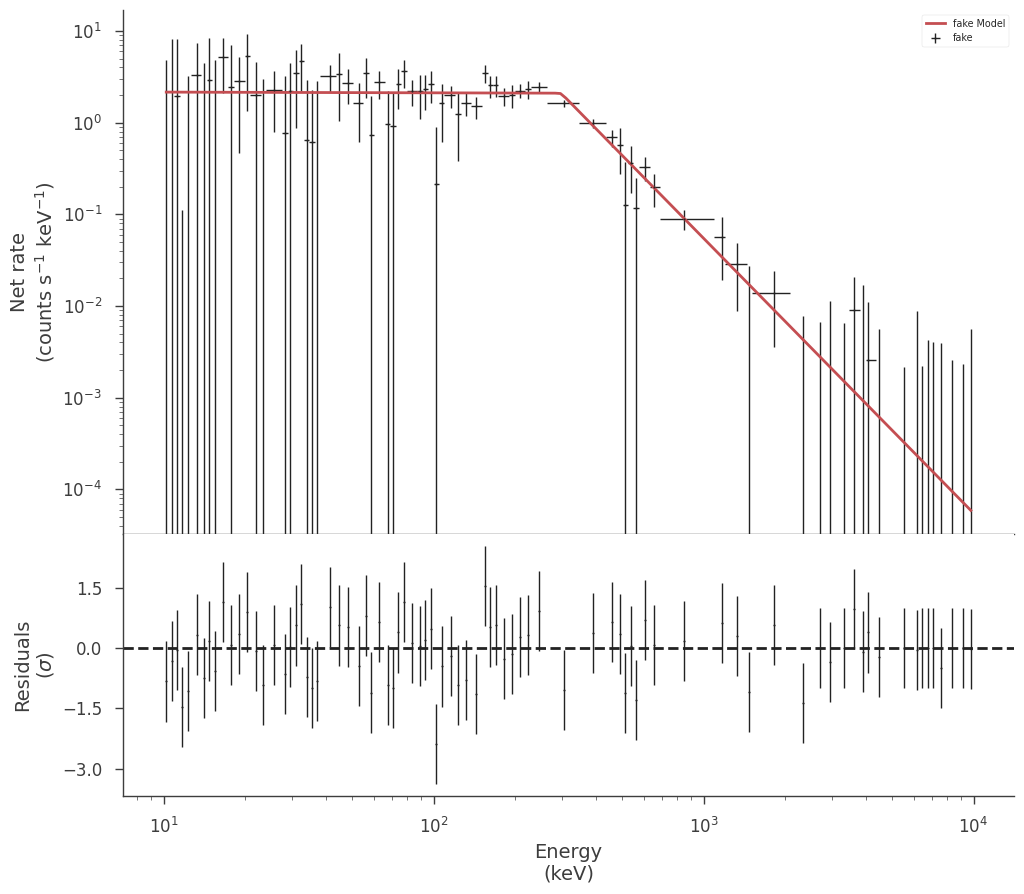 fake Model
fake
10¹
10⁰
10⁻¹
10⁻²
10⁻³
10⁻⁴
Net rate
(counts s⁻¹ keV⁻¹)
1.5
0.0
−1.5
−3.0
Residuals
(σ)
10¹ 10² 10³ 10⁴
Energy
(keV)